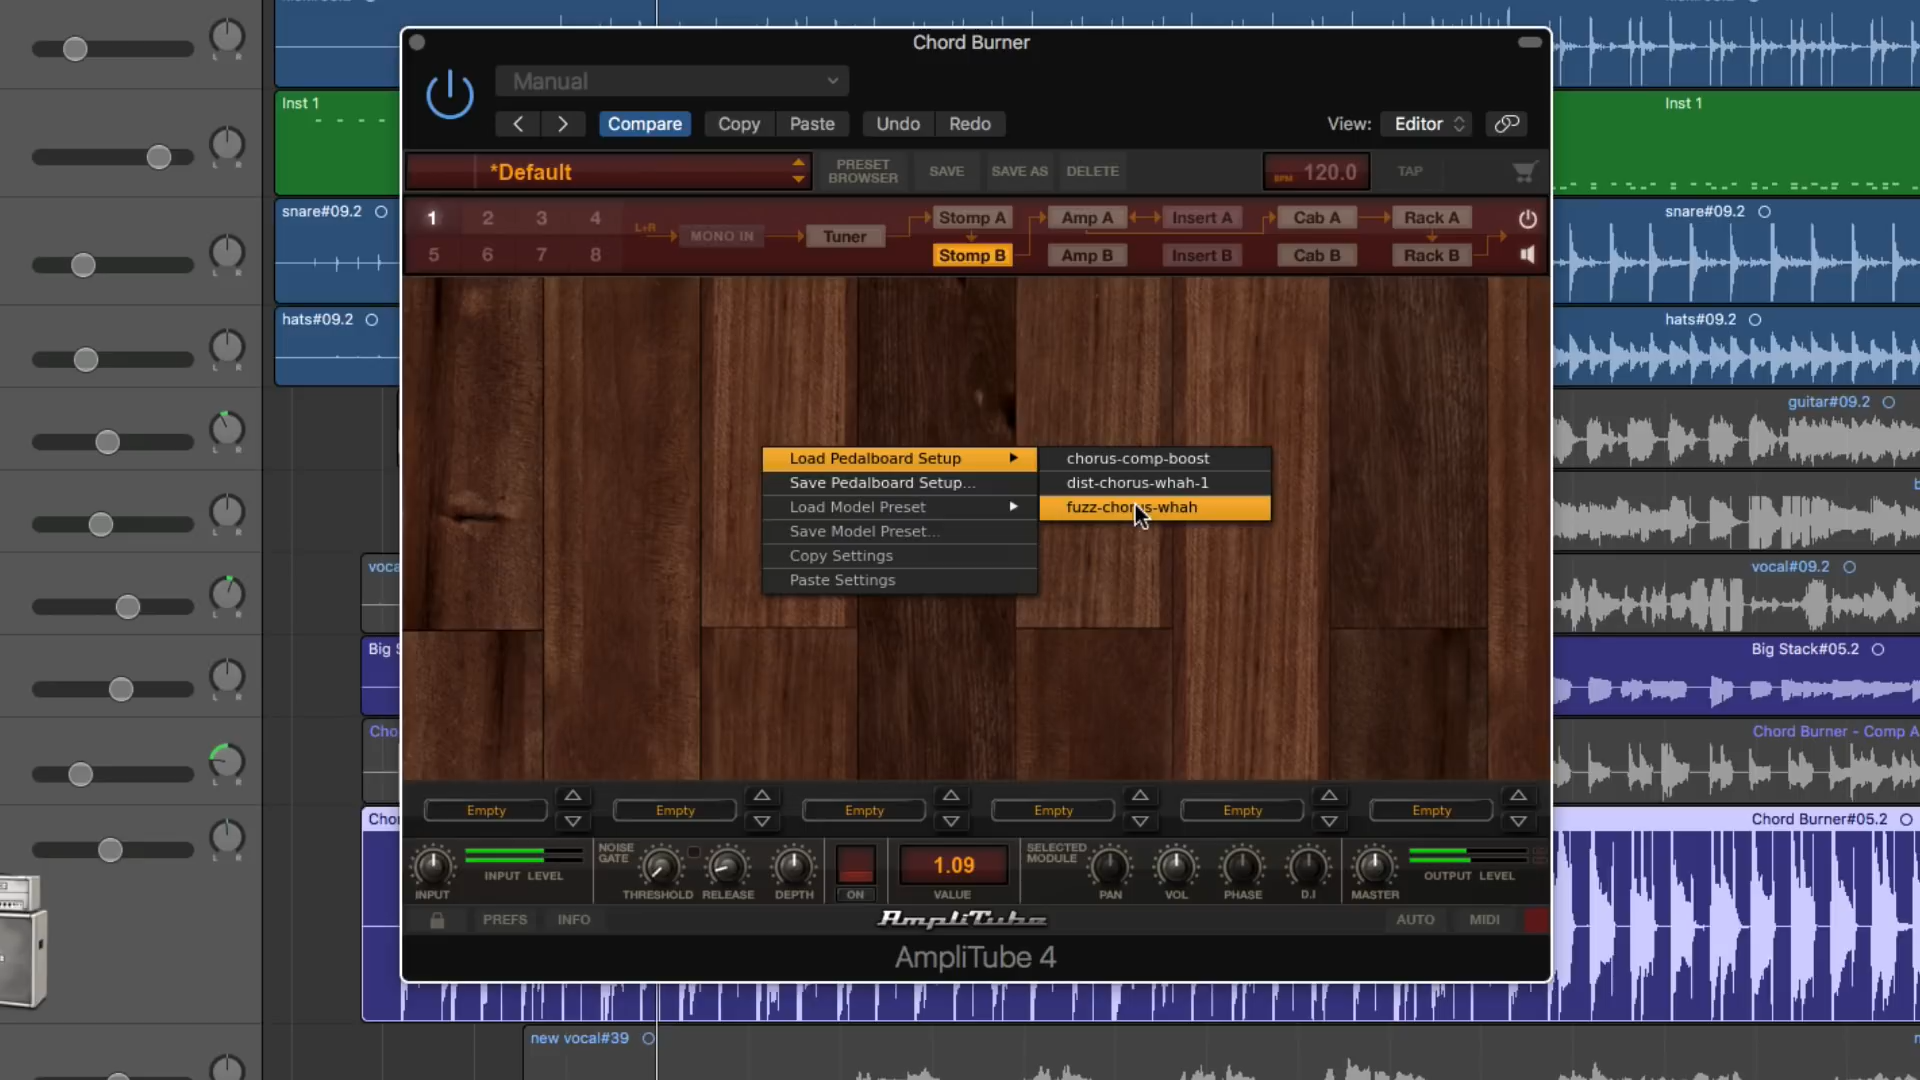 Chord Burner
Manual
Compare Copy Paste Undo Redo View: Editor
*Default PRESET BROWSER SAVE SAVE AS DELETE BPM 120.0 TAP
1 2 3 4
5 6 7 8
L+R MONO IN Tuner
Stomp A Amp A Insert A Cab A Rack A
Stomp B Amp B Insert B Cab B Rack B
Load Pedalboard Setup
Save Pedalboard Setup...
Load Model Preset
Save Model Preset...
Copy Settings
Paste Settings
chorus-comp-boost
dist-chorus-whah-1
fuzz-chorus-whah
Empty Empty Empty Empty Empty Empty
INPUT INPUT LEVEL
NOISE GATE THRESHOLD RELEASE DEPTH ON
1.09
VALUE
SELECTED MODULE PAN VOL PHASE D.I MASTER OUTPUT LEVEL
PREFS INFO AmpliTube AUTO MIDI
AmpliTube 4
Inst 1
snare#09.2
hats#09.2
voca
Big S
Cho
Cho
new vocal#39
Inst 1
snare#09.2
hats#09.2
guitar#09.2
vocal#09.2
Big Stack#05.2
Chord Burner - Comp A
Chord Burner#05.2
L R
L R
L R
L R
L R
L R
L R
L R
L R
L R